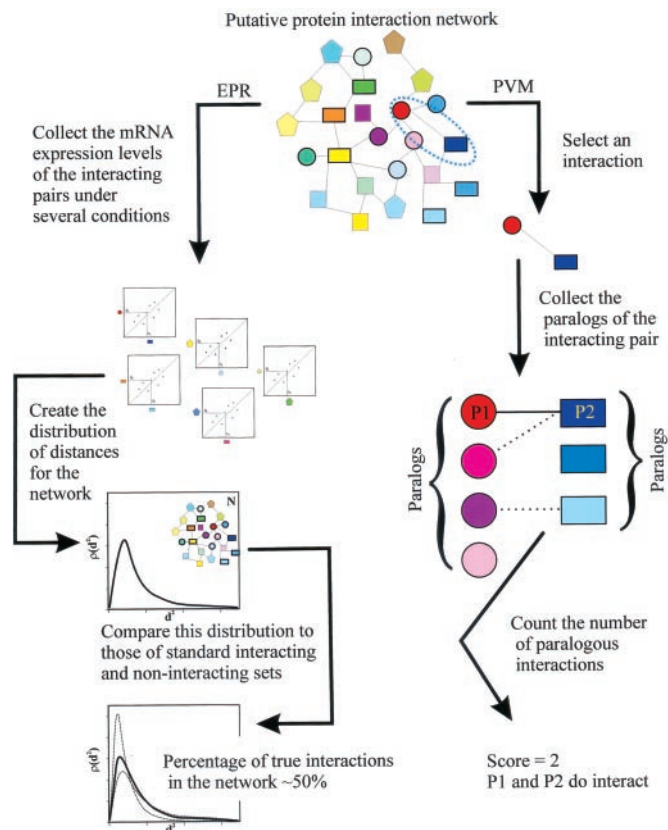 Putative protein interaction network
EPR
PVM
Collect the mRNA
expression levels
of the interacting
pairs under
several conditions
Select an
interaction
Collect the
paralogs of the
interacting pair
Create the
distribution
of distances
for the
network
P1
P2
Paralogs
Paralogs
N
ρ(d²)
d²
Compare this distribution to
those of standard interacting
and non-interacting sets
Count the number
of paralogous
interactions
ρ(d²)
d²
Percentage of true interactions
in the network ~50%
Score = 2
P1 and P2 do interact